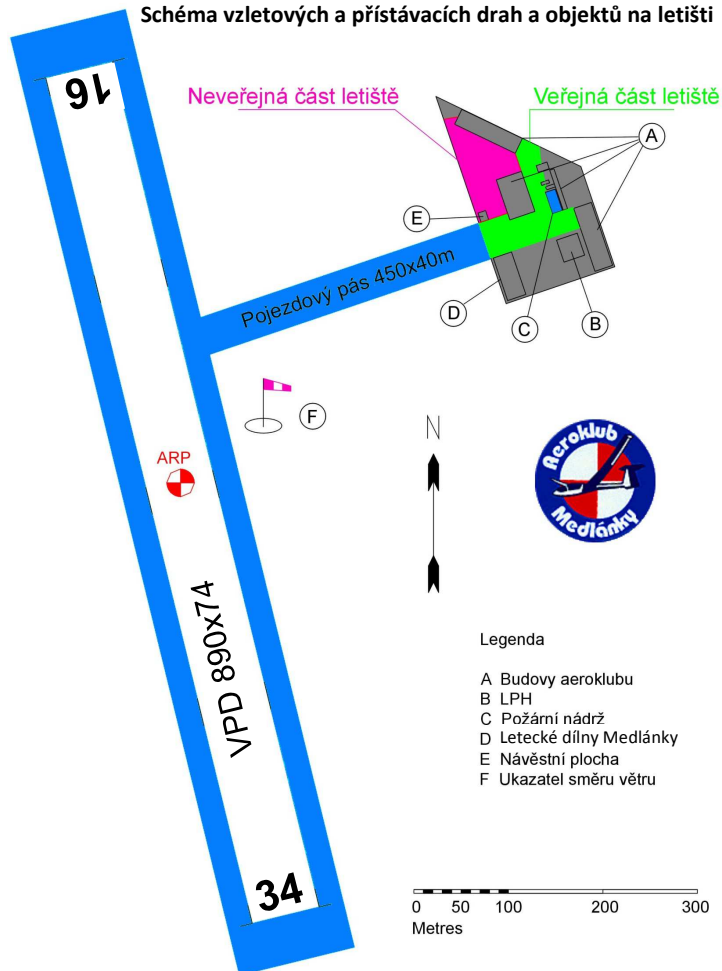 Schéma vzletových a přístávacích drah a objektů na letišti
16
Neveřejná část letiště
Veřejná část letiště
A
E
Pojezdový pás 450x40m
D
C
B
F
ARP
N
Aeroklub
Medlánky
VPD 890x74
Legenda
A Budovy aeroklubu
B LPH
C Požární nádrž
D Letecké dílny Medlánky
E Návěstní plocha
F Ukazatel směru větru
34
0 50 100 200 300
Metres